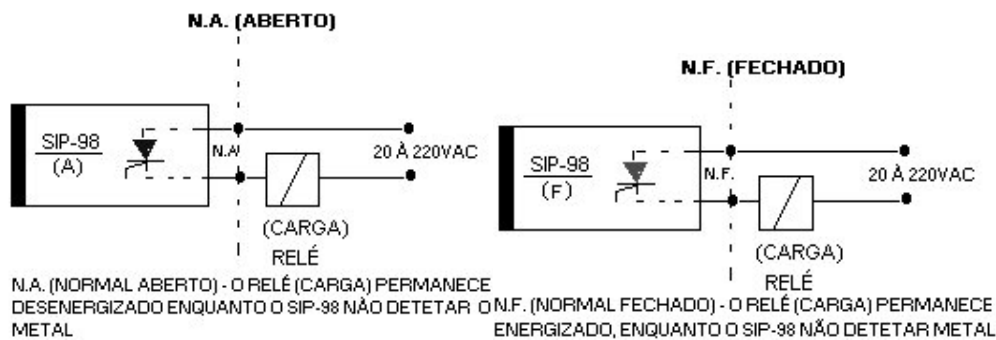 N.A. (ABERTO)
SIP-98
(A)
N.A
20 À 220VAC
(CARGA)
RELÉ
N.A. (NORMAL ABERTO) - O RELÉ (CARGA) PERMANECE
DESENERGIZADO ENQUANTO O SIP-98 NÀO DETETAR O
METAL
N.F. (FECHADO)
SIP-98
(F)
N.F.
20 À 220VAC
(CARGA)
RELÉ
N.F. (NORMAL FECHADO) - O RELÉ (CARGA) PERMANECE
ENERGIZADO, ENQUANTO O SIP-98 NÃO DETETAR METAL